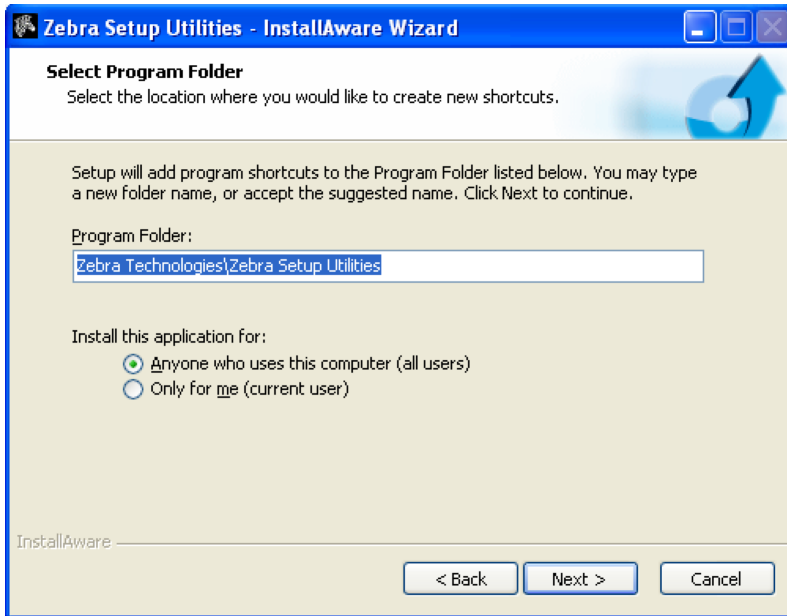 Zebra Setup Utilities - InstallAware Wizard
Select Program Folder
Select the location where you would like to create new shortcuts.
Setup will add program shortcuts to the Program Folder listed below. You may type
a new folder name, or accept the suggested name. Click Next to continue.
Program Folder:
Zebra Technologies\Zebra Setup Utilities
Install this application for:
Anyone who uses this computer (all users)
Only for me (current user)
InstallAware
< Back Next > Cancel